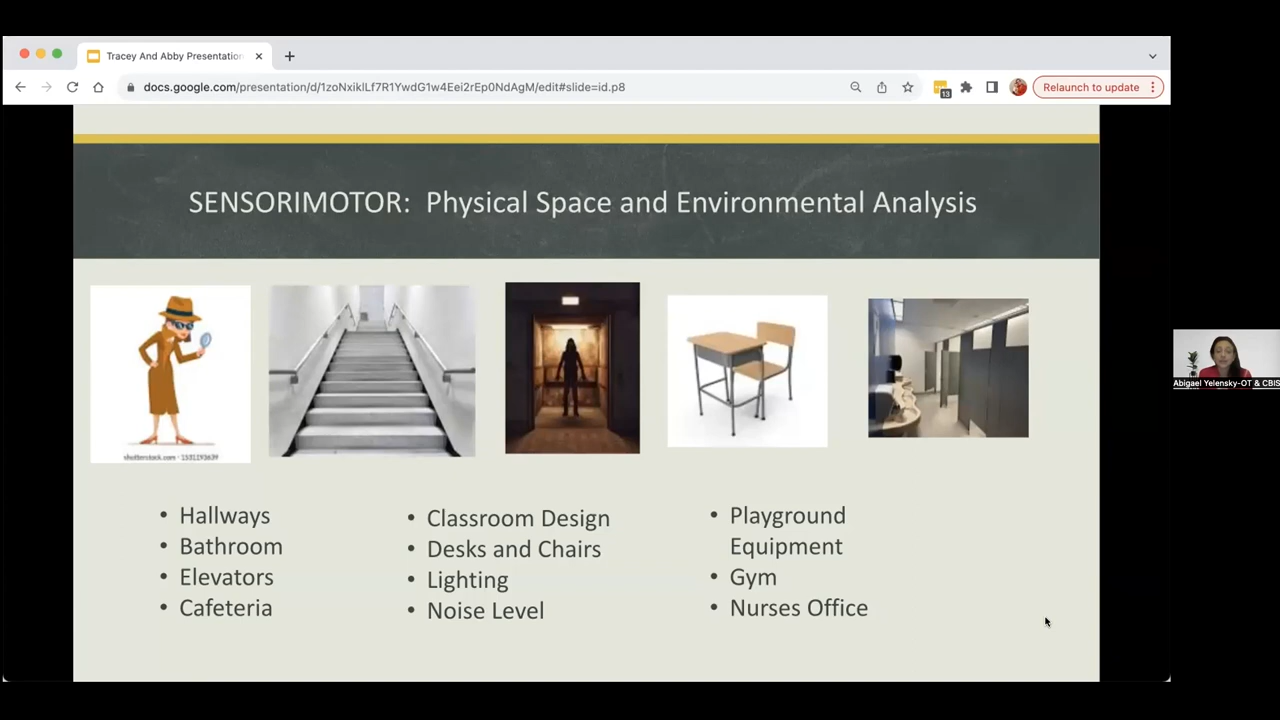 Tracey And Abby Presentation
docs.google.com/presentation/d/1zoNxiklLf7R1YwdG1w4Eei2rEp0NdAgM/edit#slide=id.p8
13
Relaunch to update
SENSORIMOTOR: Physical Space and Environmental Analysis
shutterstock.com · 1531193639
• Hallways
• Bathroom
• Elevators
• Cafeteria
• Classroom Design
• Desks and Chairs
• Lighting
• Noise Level
• Playground
Equipment
• Gym
• Nurses Office
Abigael Yelensky-OT & CBIS